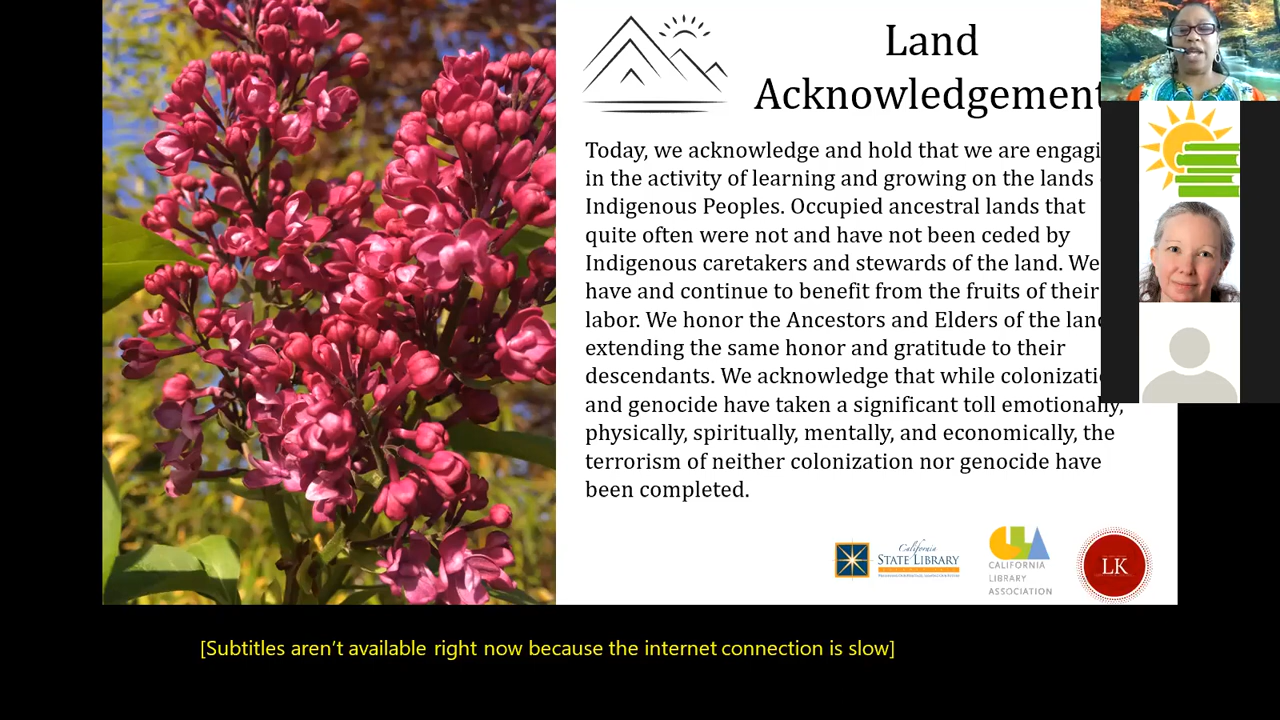 Land
Acknowledgement
Today, we acknowledge and hold that we are engagi
in the activity of learning and growing on the lands
Indigenous Peoples. Occupied ancestral lands that
quite often were not and have not been ceded by
Indigenous caretakers and stewards of the land. We
have and continue to benefit from the fruits of their
labor. We honor the Ancestors and Elders of the land
extending the same honor and gratitude to their
descendants. We acknowledge that while colonizati
and genocide have taken a significant toll emotionally,
physically, spiritually, mentally, and economically, the
terrorism of neither colonization nor genocide have
been completed.
California
STATE LIBRARY
CLA
CALIFORNIA
LIBRARY
ASSOCIATION
LK
[Subtitles aren’t available right now because the internet connection is slow]